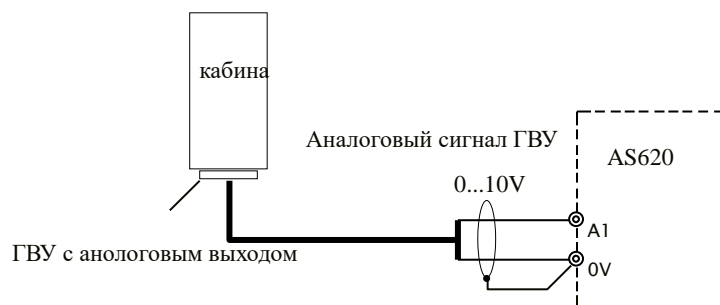 кабина
Аналоговый сигнал ГВУ
AS620
0...10V
A1
ГВУ с анологовым выходом
0V